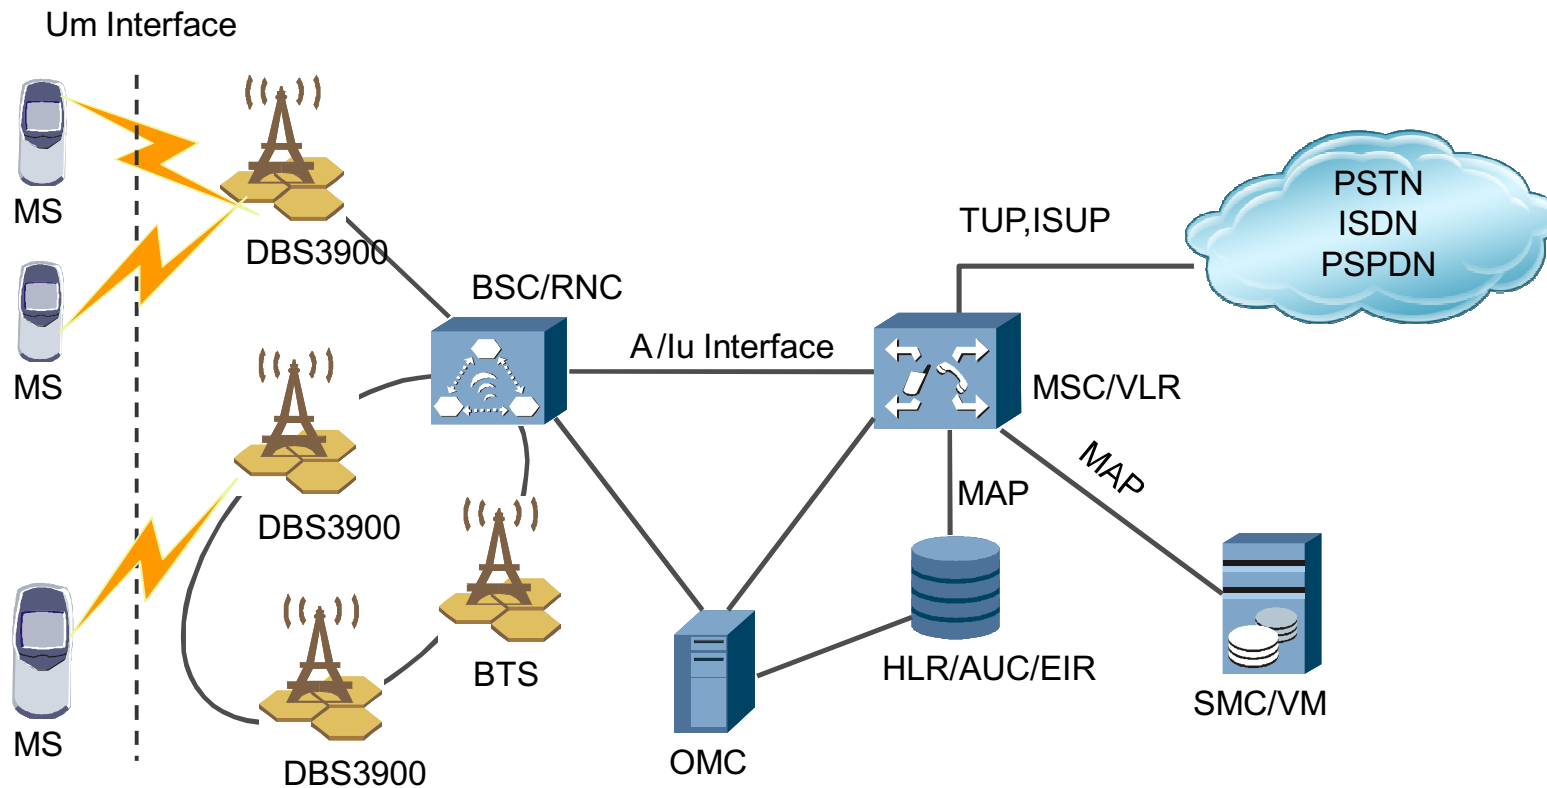 Um Interface
MS
DBS3900
MS
BSC/RNC
A/Iu Interface
TUP,ISUP
PSTN
ISDN
PSPDN
MSC/VLR
DBS3900
MAP
MAP
BTS
MS
DBS3900
OMC
HLR/AUC/EIR
SMC/VM